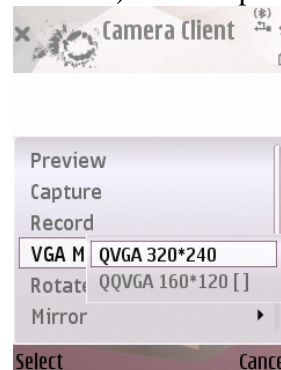 Camera Client
Preview
Capture
Record
VGA M
QVGA 320*240
Rotate
QQVGA 160*120 [ ]
Mirror
Select
Cance